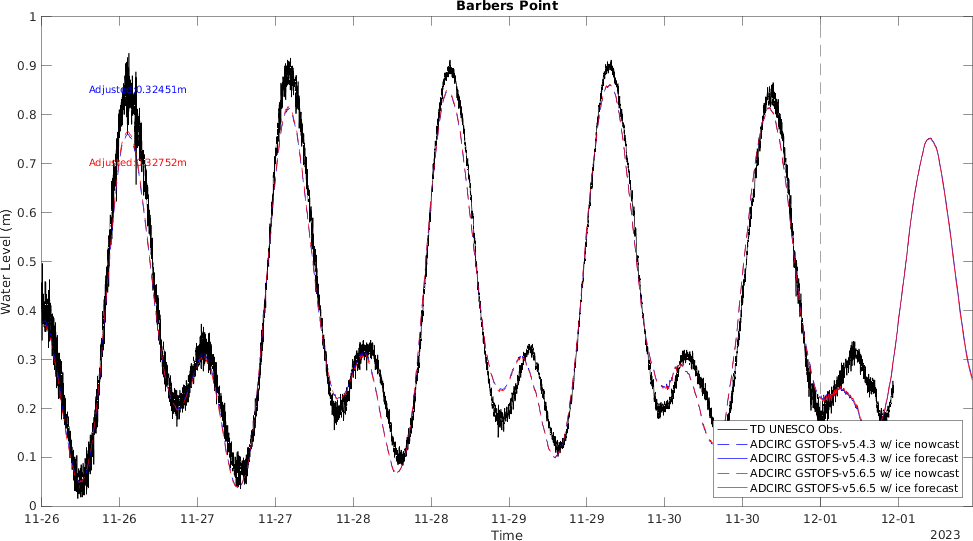 Barbers Point
1
0.9
Adjusted:0.32451m
0.8
0.7
Adjusted:0.32752m
0.6
0.5
Water Level (m)
0.4
0.3
0.2
0.1
0
TD UNESCO Obs.
ADCIRC GSTOFS-v5.4.3 w/ ice nowcast
ADCIRC GSTOFS-v5.4.3 w/ ice forecast
ADCIRC GSTOFS-v5.6.5 w/ ice nowcast
ADCIRC GSTOFS-v5.6.5 w/ ice forecast
11-26 11-26 11-27 11-27 11-28 11-28 11-29 11-29 11-30 11-30 12-01 12-01
Time
2023